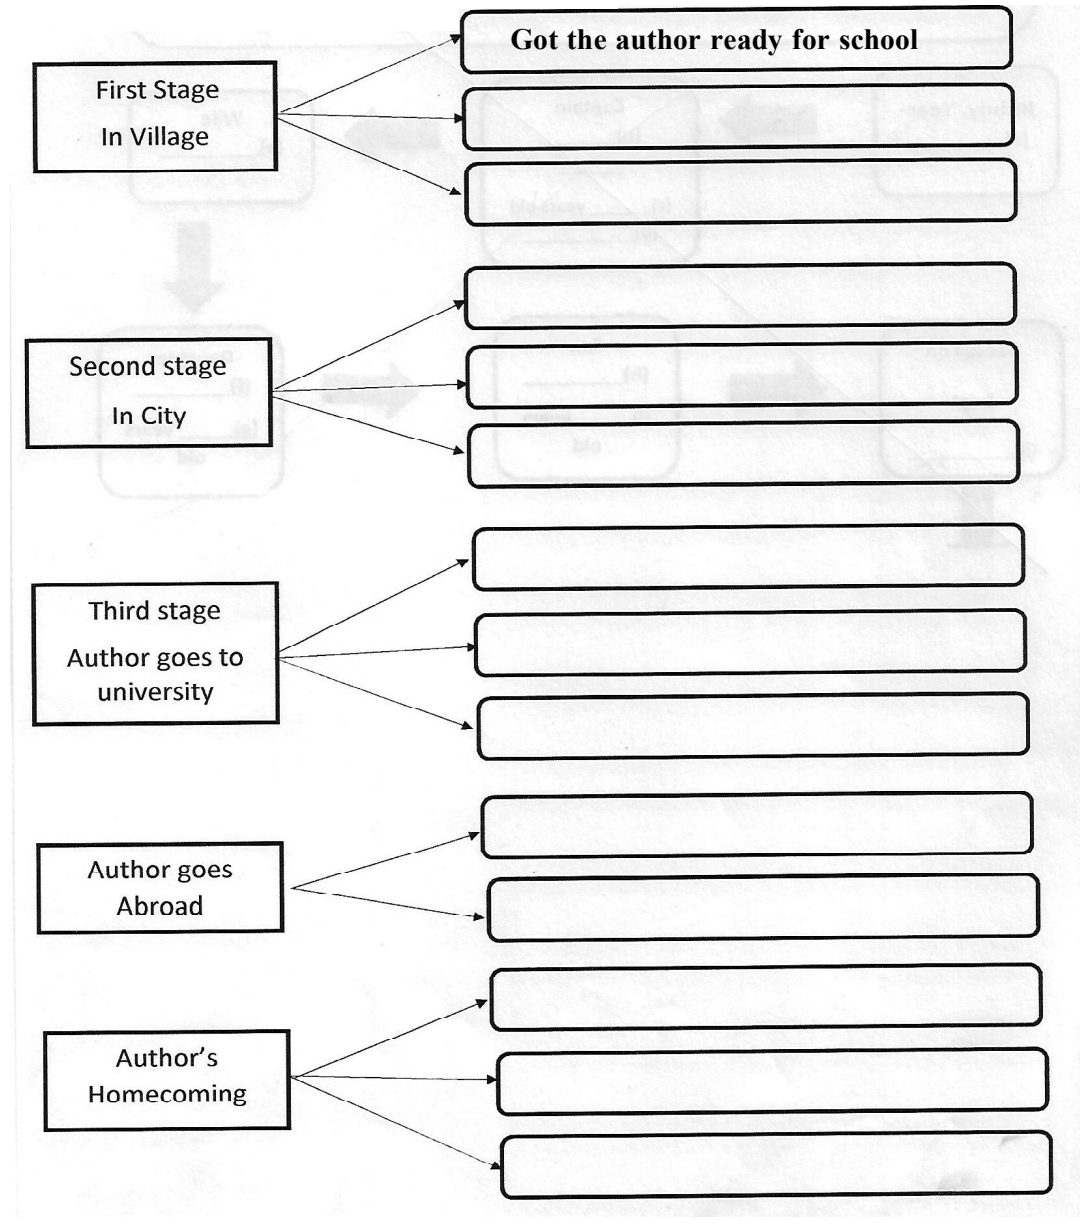 Got the author ready for school
First Stage
In Village
Second stage
In City
Third stage
Author goes to
university
Author goes
Abroad
Author's
Homecoming